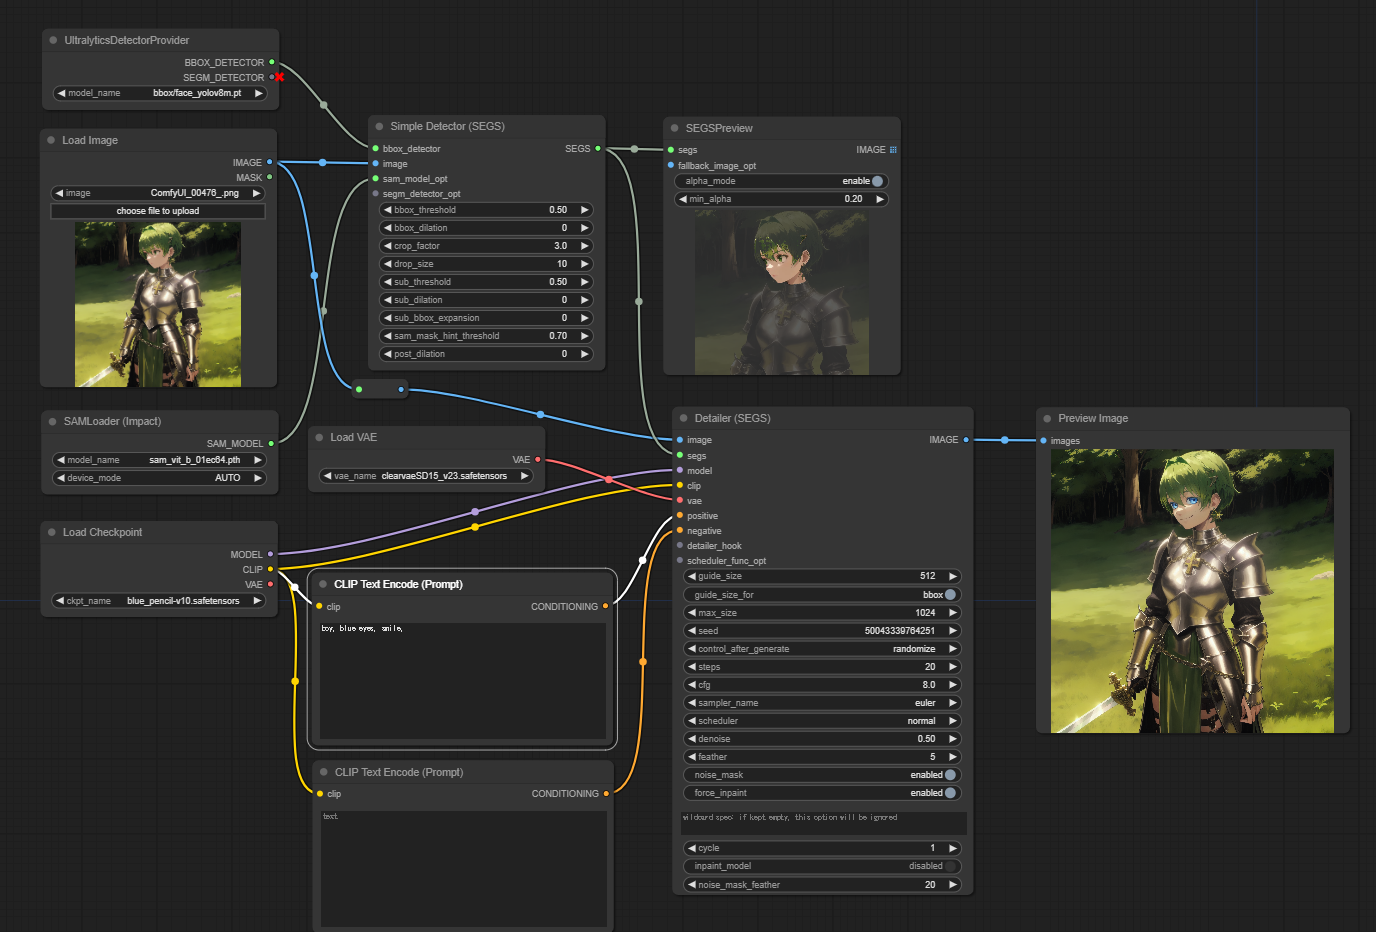 UltralyticsDetectorProvider
BBOX_DETECTOR
SEGM_DETECTOR
model_name bbox/face_yolov8m.pt
Load Image
IMAGE
MASK
image ComfyUI_00476_.png
choose file to upload
Simple Detector (SEGS)
bbox_detector SEGS
image
sam_model_opt
segm_detector_opt
bbox_threshold 0.50
bbox_dilation 0
crop_factor 3.0
drop_size 10
sub_threshold 0.50
sub_dilation 0
sub_bbox_expansion 0
sam_mask_hint_threshold 0.70
post_dilation 0
SEGSPreview
segs IMAGE
fallback_image_opt
alpha_mode enable
min_alpha 0.20
SAMLoader (Impact)
SAM_MODEL
model_name sam_vit_b_01ec64.pth
device_mode AUTO
Load VAE
VAE
vae_name clearvaeSD15_v23.safetensors
Load Checkpoint
MODEL
CLIP
VAE
ckpt_name blue_pencil-v10.safetensors
CLIP Text Encode (Prompt)
clip CONDITIONING
boy, blue eyes, smile,
CLIP Text Encode (Prompt)
clip CONDITIONING
text
Detailer (SEGS)
image IMAGE
segs
model
clip
vae
positive
negative
detailer_hook
scheduler_func_opt
guide_size 512
guide_size_for bbox
max_size 1024
seed 50043339764251
control_after_generate randomize
steps 20
cfg 8.0
sampler_name euler
scheduler normal
denoise 0.50
feather 5
noise_mask enabled
force_inpaint enabled
wildcard spec: if kept empty, this option will be ignored
cycle 1
inpaint_model disabled
noise_mask_feather 20
Preview Image
images